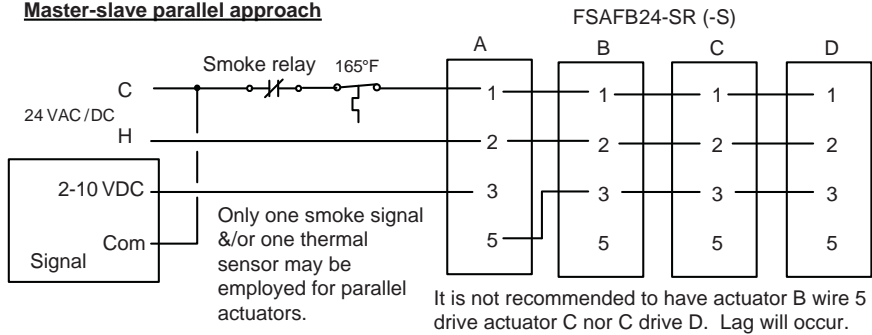 Master-slave parallel approach
FSAFB24-SR (-S)
A B C D
Smoke relay 165°F
C 1 1 1 1
24 VAC/DC
H 2 2 2 2
2-10 VDC 3 3 3 3
Com 5 5 5 5
Signal
Only one smoke signal
&/or one thermal
sensor may be
employed for parallel
actuators.
It is not recommended to have actuator B wire 5
drive actuator C nor C drive D. Lag will occur.